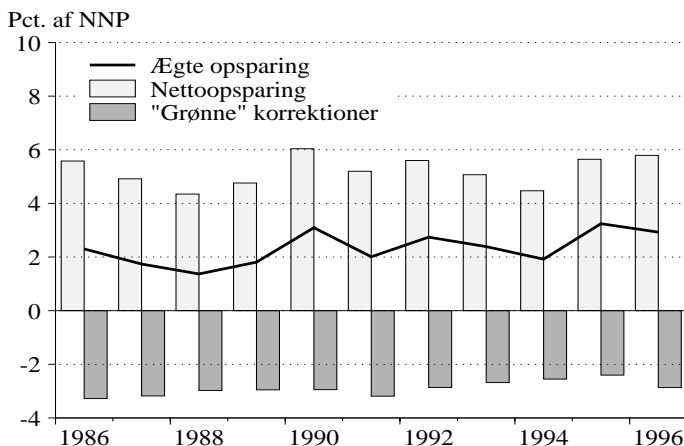 Pct. af NNP
10
Ægte opsparing
8
Nettoopsparing
"Grønne" korrektioner
6
4
2
0
-2
-4
1986 1988 1990 1992 1994 1996